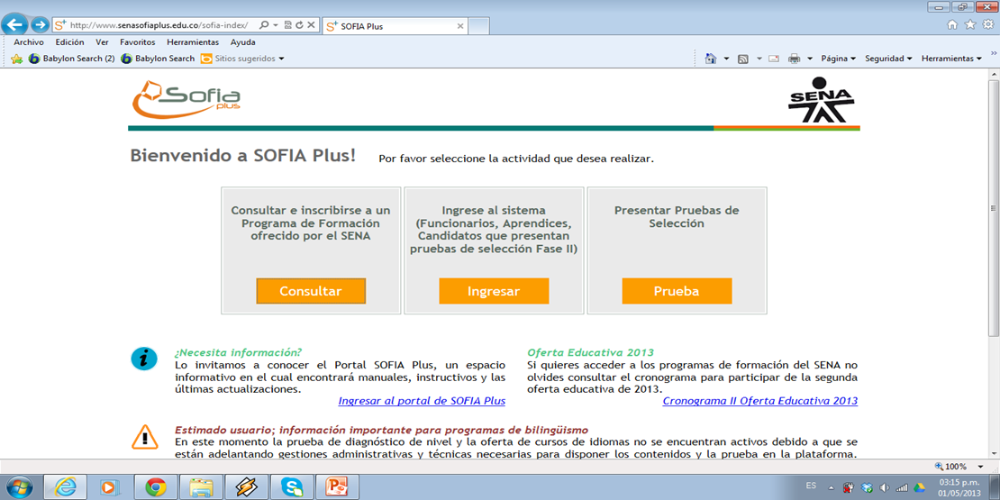 http://www.senasofiaplus.edu.co/sofia-index/
SOFIA Plus
Archivo Edición Ver Favoritos Herramientas Ayuda
Babylon Search (2) Babylon Search Sitios sugeridos Página Seguridad Herramientas
Sofia
plus
SENA
Bienvenido a SOFIA Plus! Por favor seleccione la actividad que desea realizar.
Consultar e inscribirse a un
Programa de Formación
ofrecido por el SENA
Consultar
Ingrese al sistema
(Funcionarios, Aprendices,
Candidatos que presentan
pruebas de selección Fase II)
Ingresar
Presentar Pruebas de
Selección
Prueba
¿Necesita información?
Lo invitamos a conocer el Portal SOFIA Plus, un espacio
informativo en el cual encontrará manuales, instructivos y las
últimas actualizaciones.
Ingresar al portal de SOFIA Plus
Oferta Educativa 2013
Si quieres acceder a los programas de formación del SENA no
olvides consultar el cronograma para participar de la segunda
oferta educativa de 2013.
Cronograma II Oferta Educativa 2013
Estimado usuario; información importante para programas de bilingüismo
En este momento la prueba de diagnóstico de nivel y la oferta de cursos de idiomas no se encuentran activos debido a que se
están adelantando gestiones administrativas y técnicas necesarias para disponer los contenidos y la prueba en la plataforma.
100%
ES
03:15 p.m.
01/05/2013